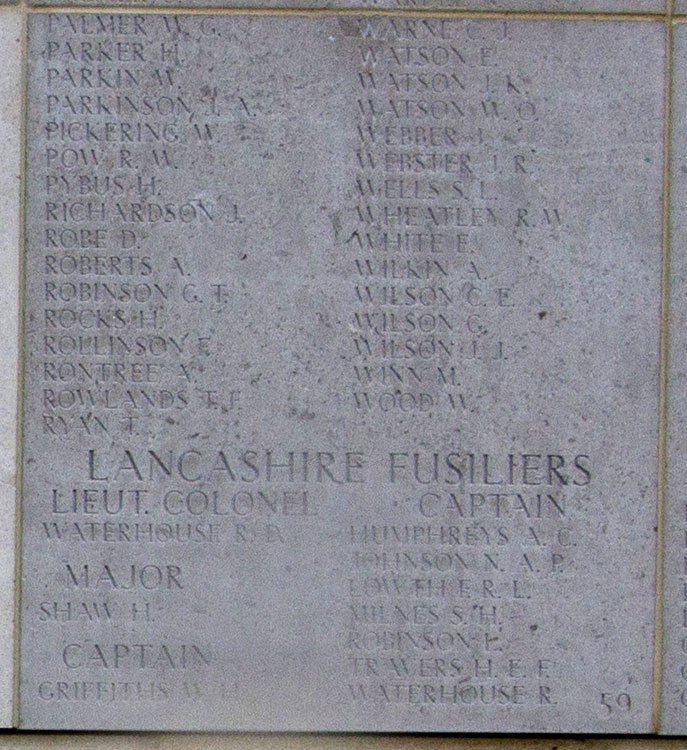 PALMER W. G.
PARKER H.
PARKIN W.
PARKINSON J. A.
PICKERING W.
POW R. W.
PYBUS H.
RICHARDSON J.
ROBE D.
ROBERTS A.
ROBINSON G. T.
ROCKS H.
ROLLINSON F.
RONTREE A.
ROWLANDS T. F.
RYAN T.
WARNE C. J.
WATSON E.
WATSON J. K.
WATSON W. O.
WEBBER J.
WEBSTER J. R.
WELLS S. L.
WHEATLEY R. W.
WHITE E.
WILKIN A.
WILSON C. E.
WILSON G.
WILSON J. J.
WINN M.
WOOD W.
LANCASHIRE FUSILIERS
LIEUT. COLONEL
WATERHOUSE R. D.
MAJOR
SHAW H.
CAPTAIN
GRIFFITHS W. H.
CAPTAIN
HUMPHREYS A. C.
JOHNSON N. A. P.
LOWTHER R. L.
MILNES S. H.
ROBINSON
TRAVERS H. E. F.
WATERHOUSE R.
59